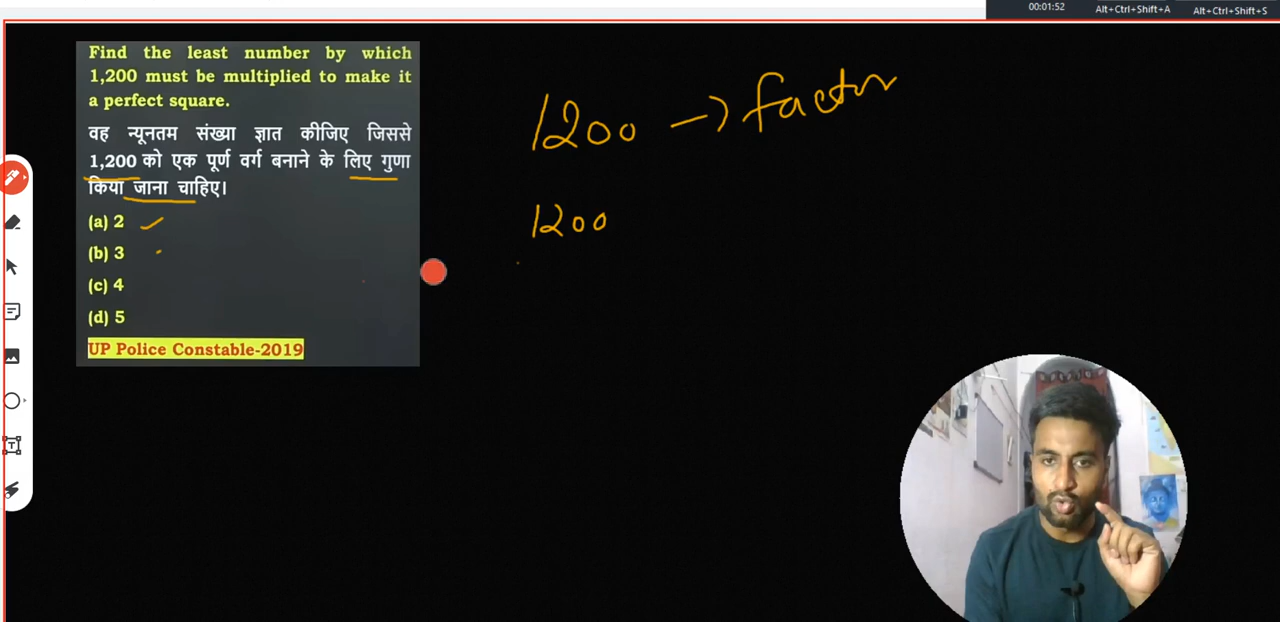 00:01:52 Alt+Ctrl+Shift+A Alt+Ctrl+Shift+S
Find the least number by which
1,200 must be multiplied to make it
a perfect square.
वह न्यूनतम संख्या ज्ञात कीजिए जिससे
1,200 को एक पूर्ण वर्ग बनाने के लिए गुणा
किया जाना चाहिए।
(a) 2
(b) 3
(c) 4
(d) 5
UP Police Constable-2019
1200 → factor
1200